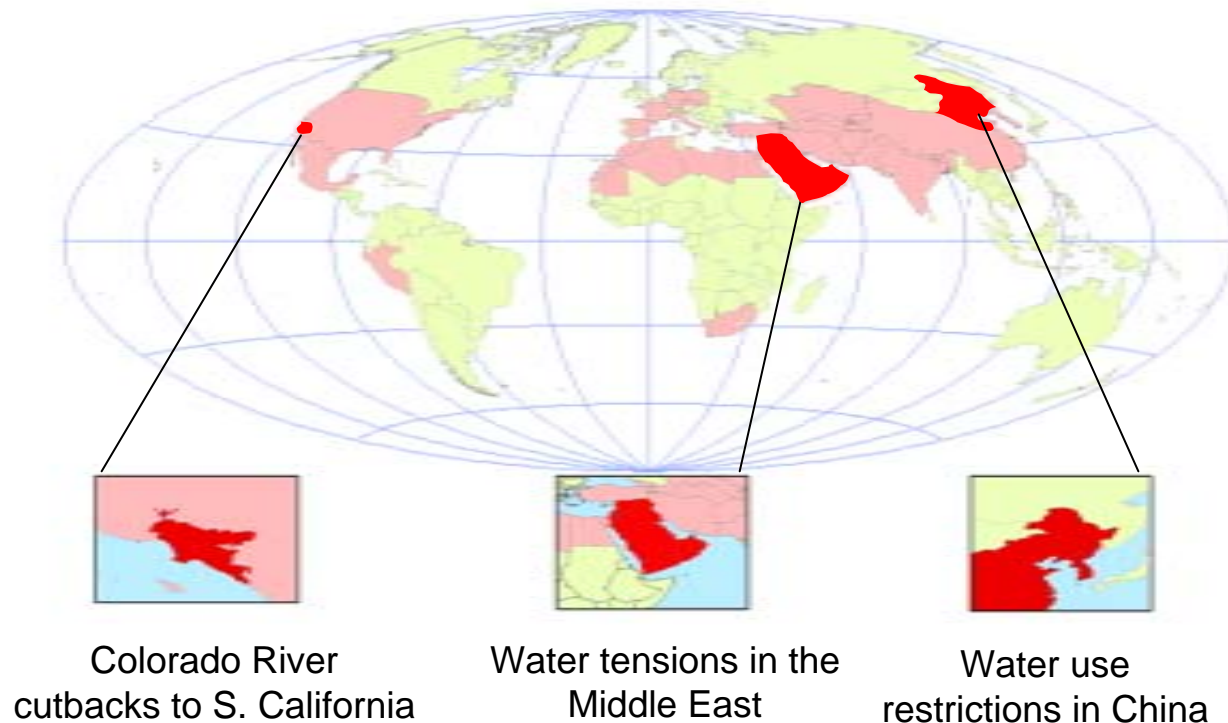 Colorado River
cutbacks to S. California
Water tensions in the
Middle East
Water use
restrictions in China